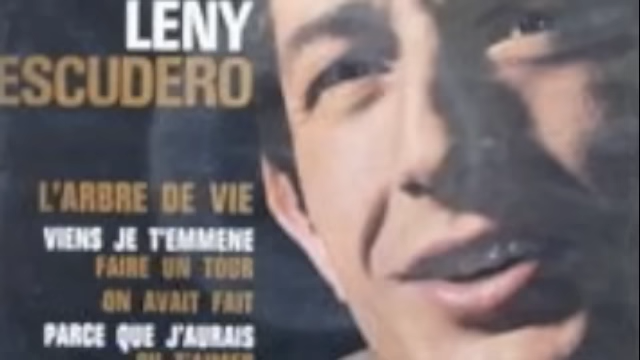 LENY
ESCUDERO
L'ARBRE DE VIE
VIENS JE T'EMMENE
FAIRE UN TOUR
ON AVAIT FAIT
PARCE QUE J'AURAIS